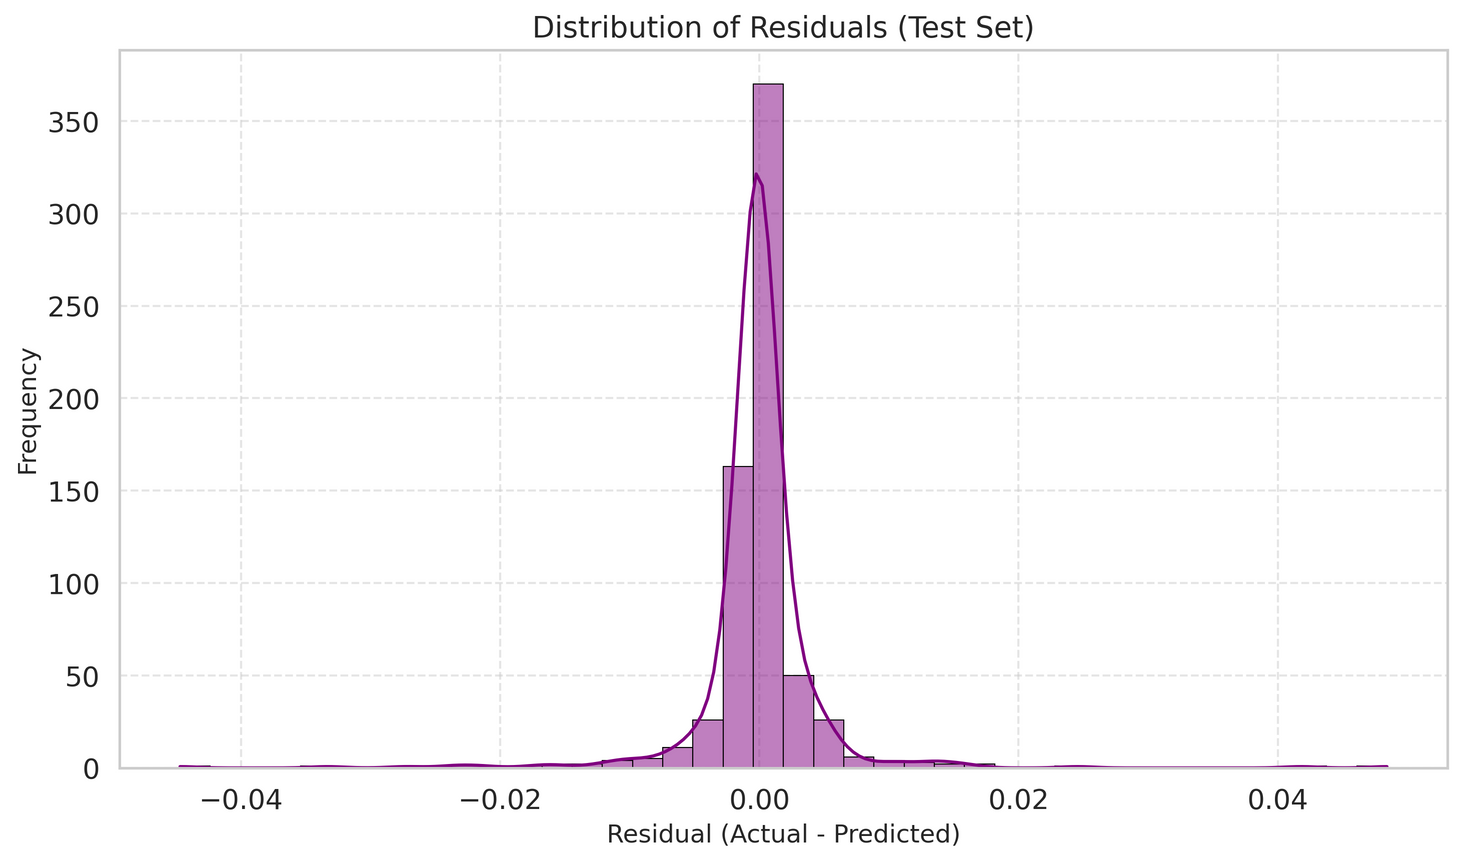 Distribution of Residuals (Test Set)
Frequency
350
300
250
200
150
100
50
0
−0.04 −0.02 0.00 0.02 0.04
Residual (Actual - Predicted)